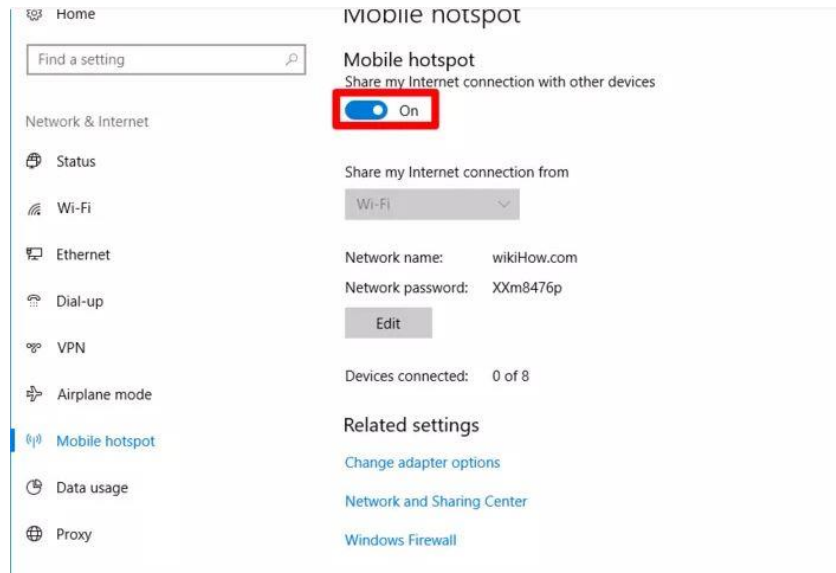 Home
Find a setting
Network & Internet
Status
Wi-Fi
Ethernet
Dial-up
VPN
Airplane mode
Mobile hotspot
Data usage
Proxy
Mobile hotspot
Mobile hotspot
Share my Internet connection with other devices
On
Share my Internet connection from
Wi-Fi
Network name: wikiHow.com
Network password: XXm8476p
Edit
Devices connected: 0 of 8
Related settings
Change adapter options
Network and Sharing Center
Windows Firewall